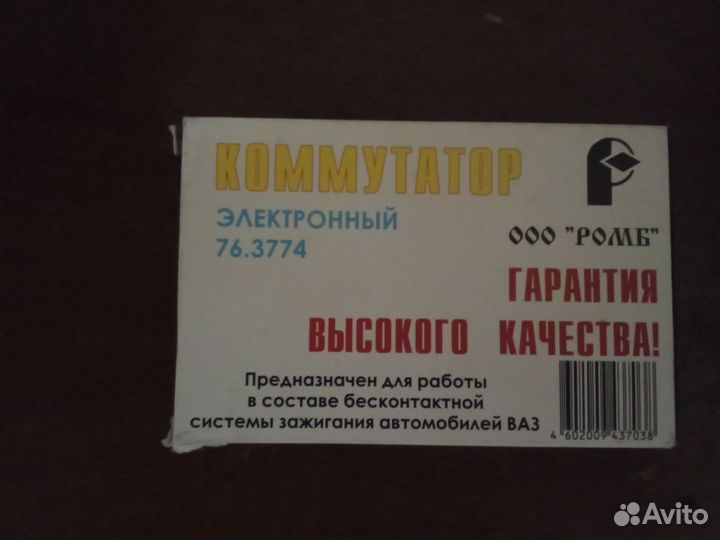 КОММУТАТОР
ЭЛЕКТРОННЫЙ
76.3774
ООО "РОМБ"
ГАРАНТИЯ
ВЫСОКОГО КАЧЕСТВА!
Предназначен для работы
в составе бесконтактной
системы зажигания автомобилей ВАЗ
4 602009 437038
Avito